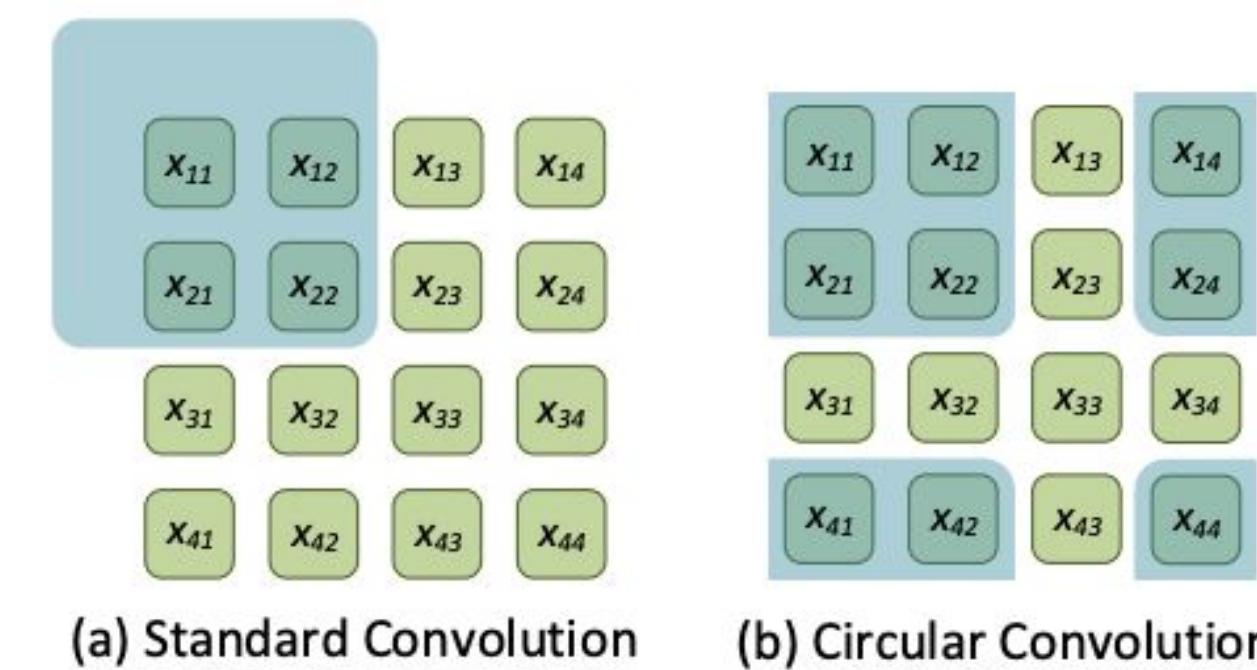 x11 x12 x13 x14
x21 x22 x23 x24
x31 x32 x33 x34
x41 x42 x43 x44
(a) Standard Convolution
x11 x12 x13 x14
x21 x22 x23 x24
x31 x32 x33 x34
x41 x42 x43 x44
(b) Circular Convolution